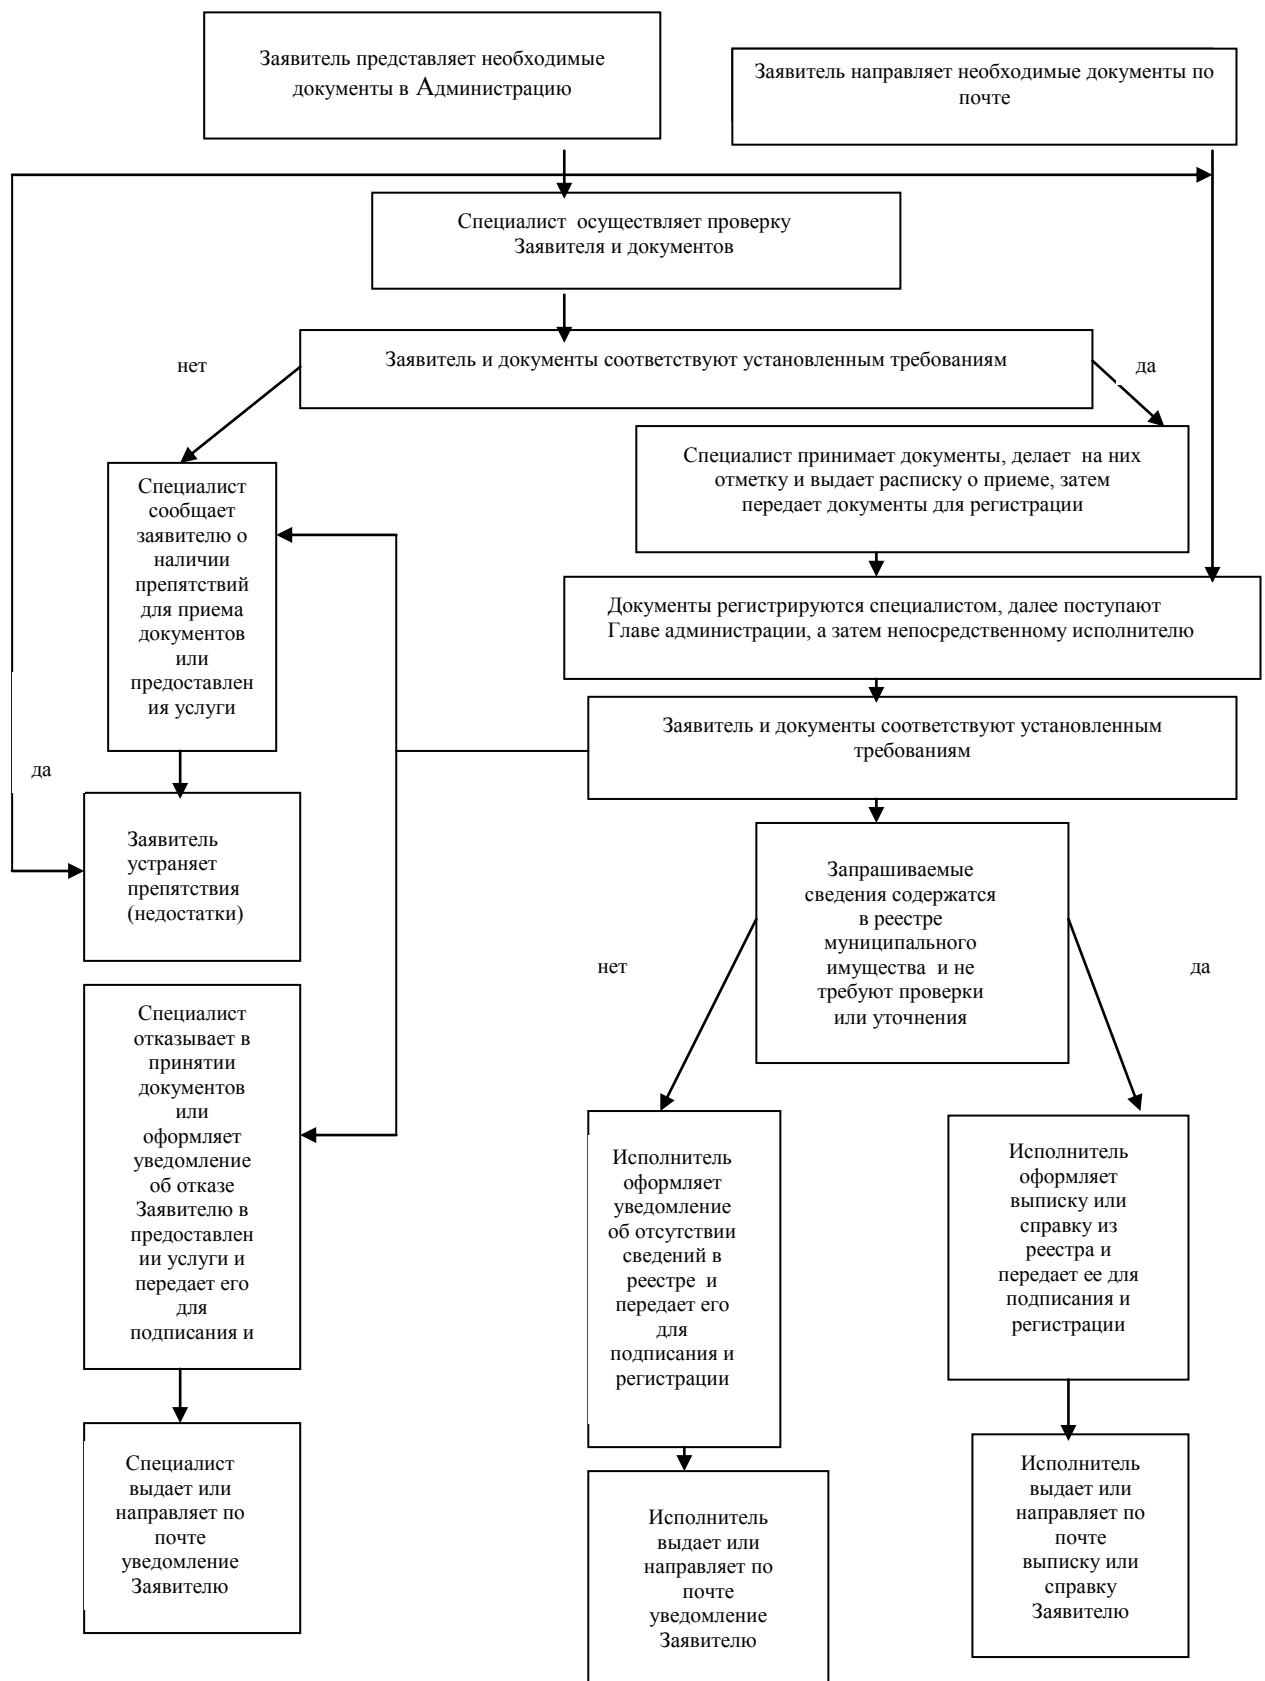 Заявитель представляет необходимые
документы в Администрацию
Заявитель направляет необходимые документы по
почте
Специалист осуществляет проверку
Заявителя и документов
нет
Заявитель и документы соответствуют установленным требованиям
да
Специалист принимает документы, делает на них
отметку и выдает расписку о приеме, затем
передает документы для регистрации
Специалист
сообщает
заявителю о
наличии
препятствий
для приема
документов
или
предоставлен
ия услуги
Документы регистрируются специалистом, далее поступают
Главе администрации, а затем непосредственному исполнителю
Заявитель и документы соответствуют установленным
требованиям
да
Заявитель
устраняет
препятствия
(недостатки)
Запрашиваемые
сведения содержатся
в реестре
муниципального
имущества и не
требуют проверки
или уточнения
нет
да
Специалист
отказывает в
принятии
документов
или
оформляет
уведомление
об отказе
Заявителю в
предоставлен
ии услуги и
передает его
для
подписания и
Исполнитель
оформляет
уведомление
об отсутствии
сведений в
реестре и
передает его
для
подписания и
регистрации
Исполнитель
оформляет
выписку или
справку из
реестра и
передает ее для
подписания и
регистрации
Специалист
выдает или
направляет по
почте
уведомление
Заявителю
Исполнитель
выдает или
направляет по
почте
уведомление
Заявителю
Исполнитель
выдает или
направляет по
почте
выписку или
справку
Заявителю